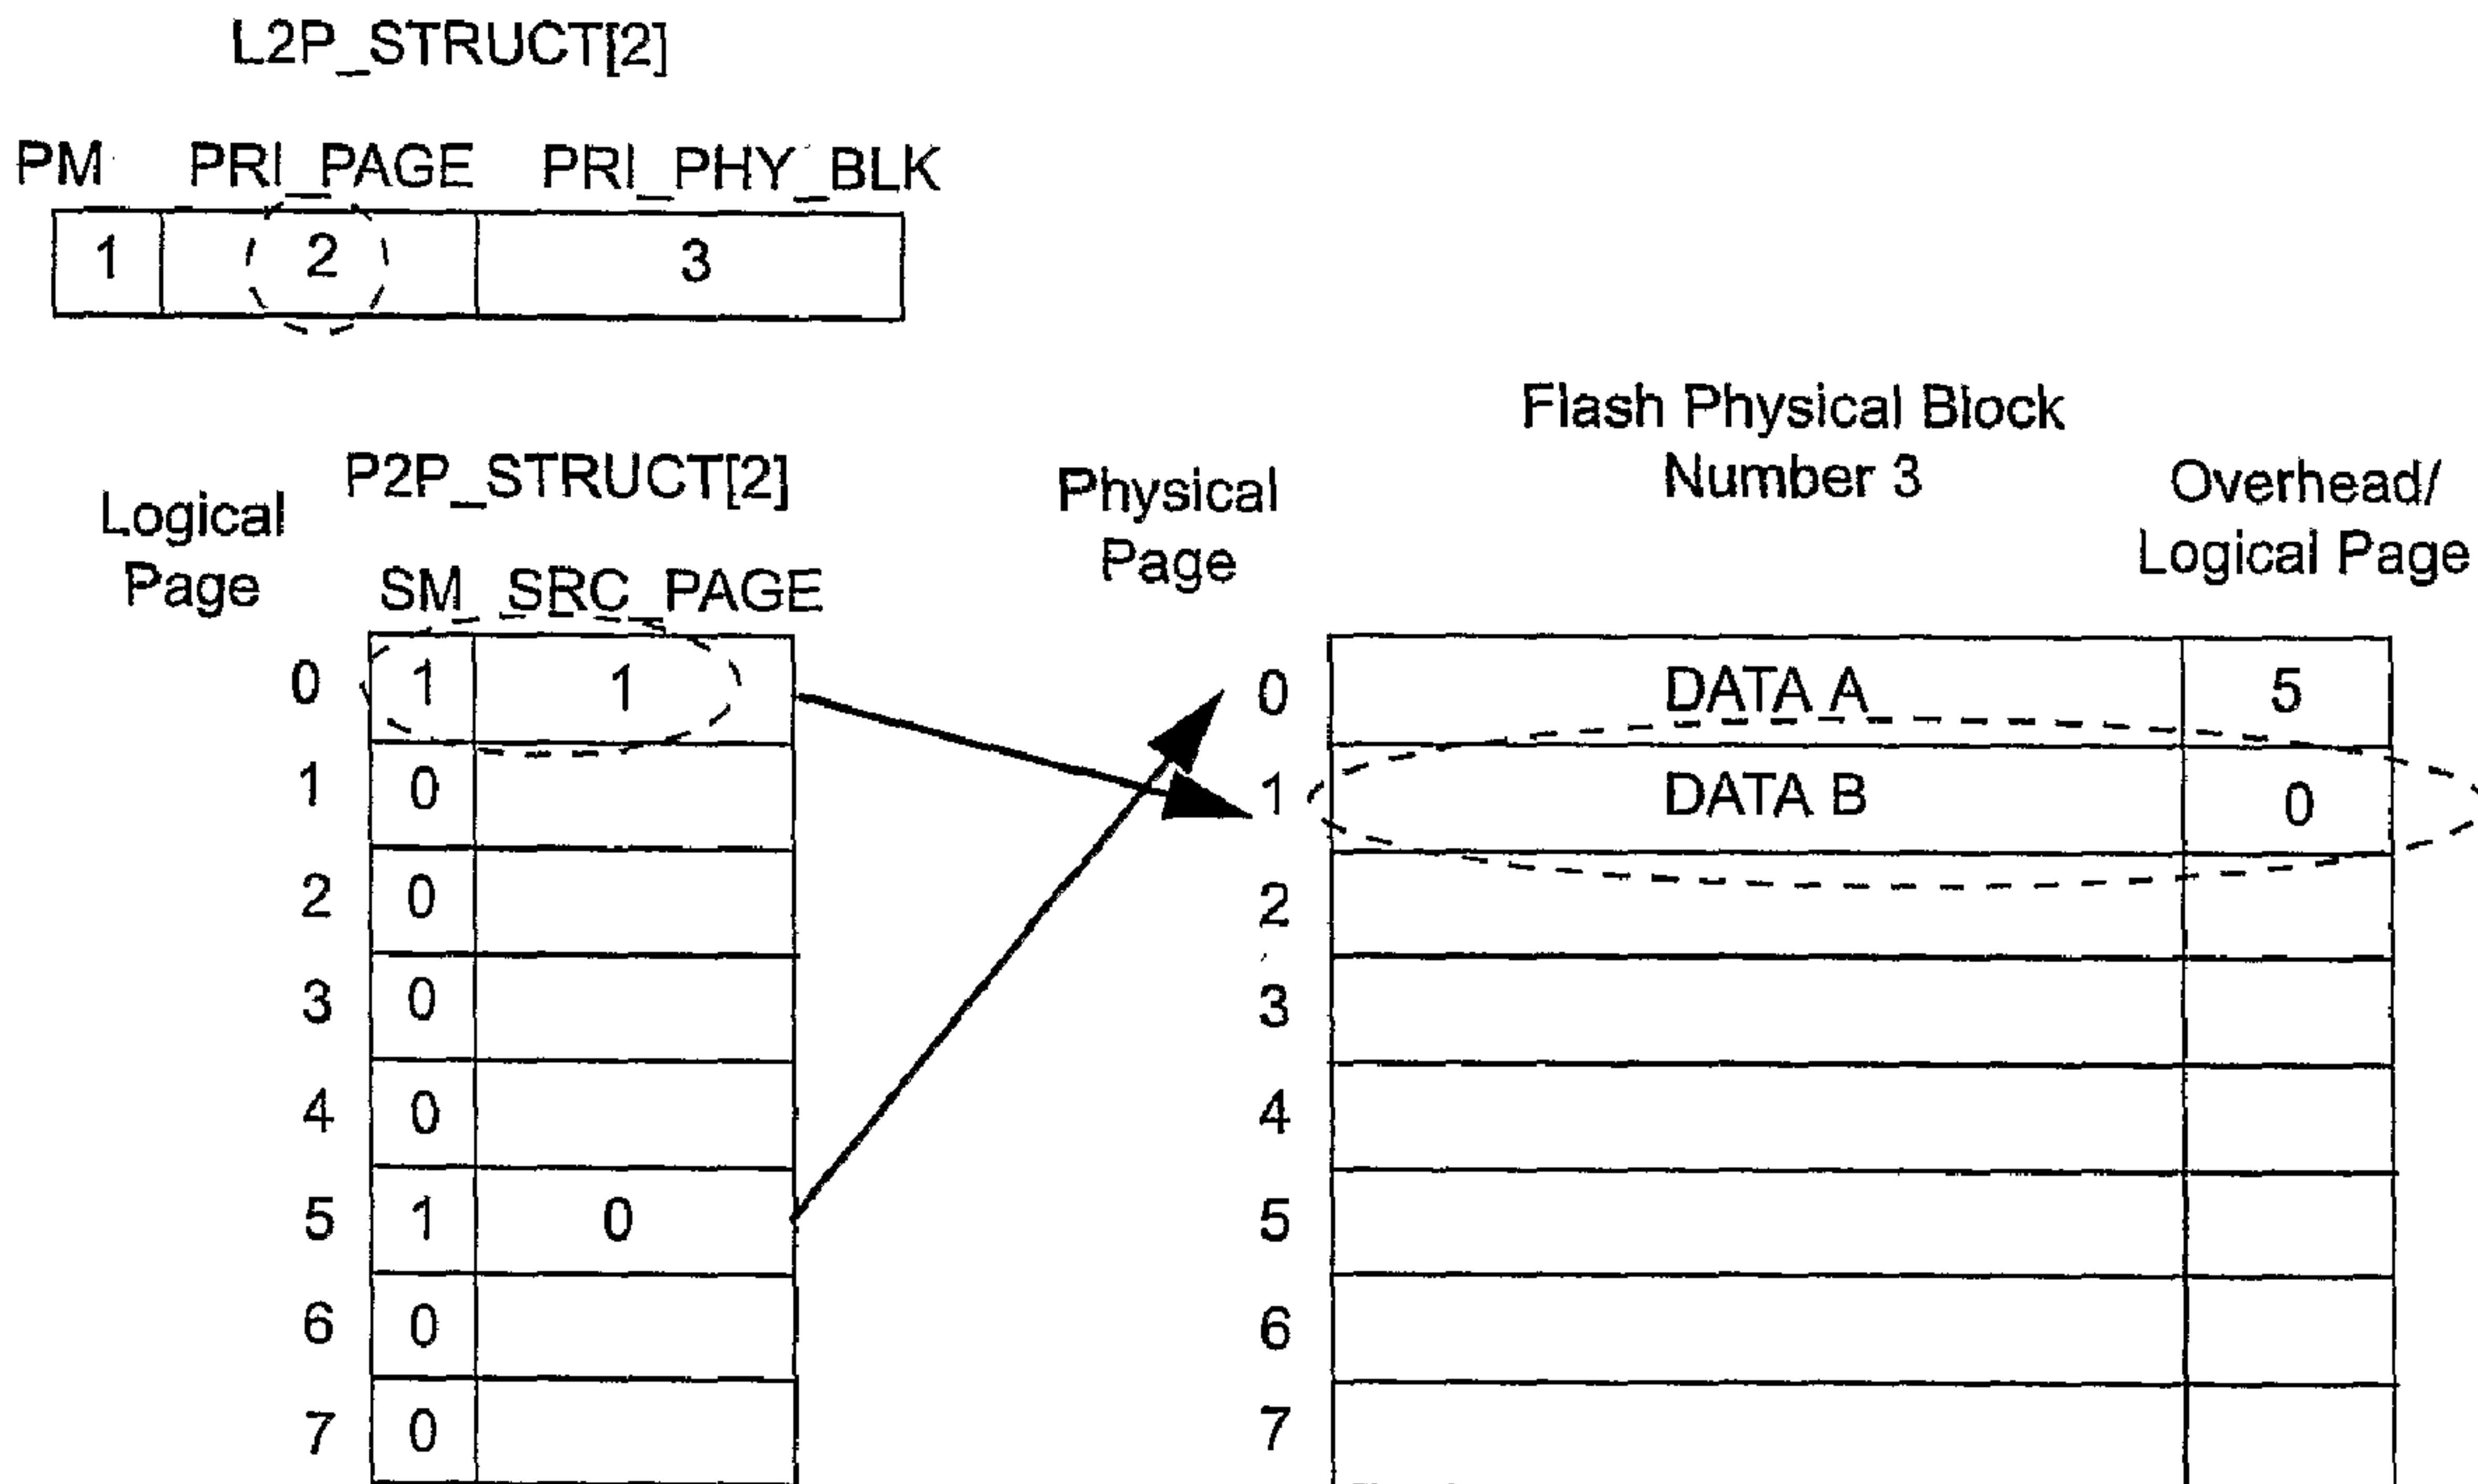 L2P_STRUCT[2]
PM PRI_PAGE PRI_PHY_BLK
1 2 3
Flash Physical Block
Number 3
Overhead/
Logical Page
Logical
Page
P2P_STRUCT[2]
SM_SRC_PAGE
Physical
Page
0 1 1
1 0
2 0
3 0
4 0
5 1 0
6 0
7 0
0 DATA A 5
1 DATA B 0
2
3
4
5
6
7